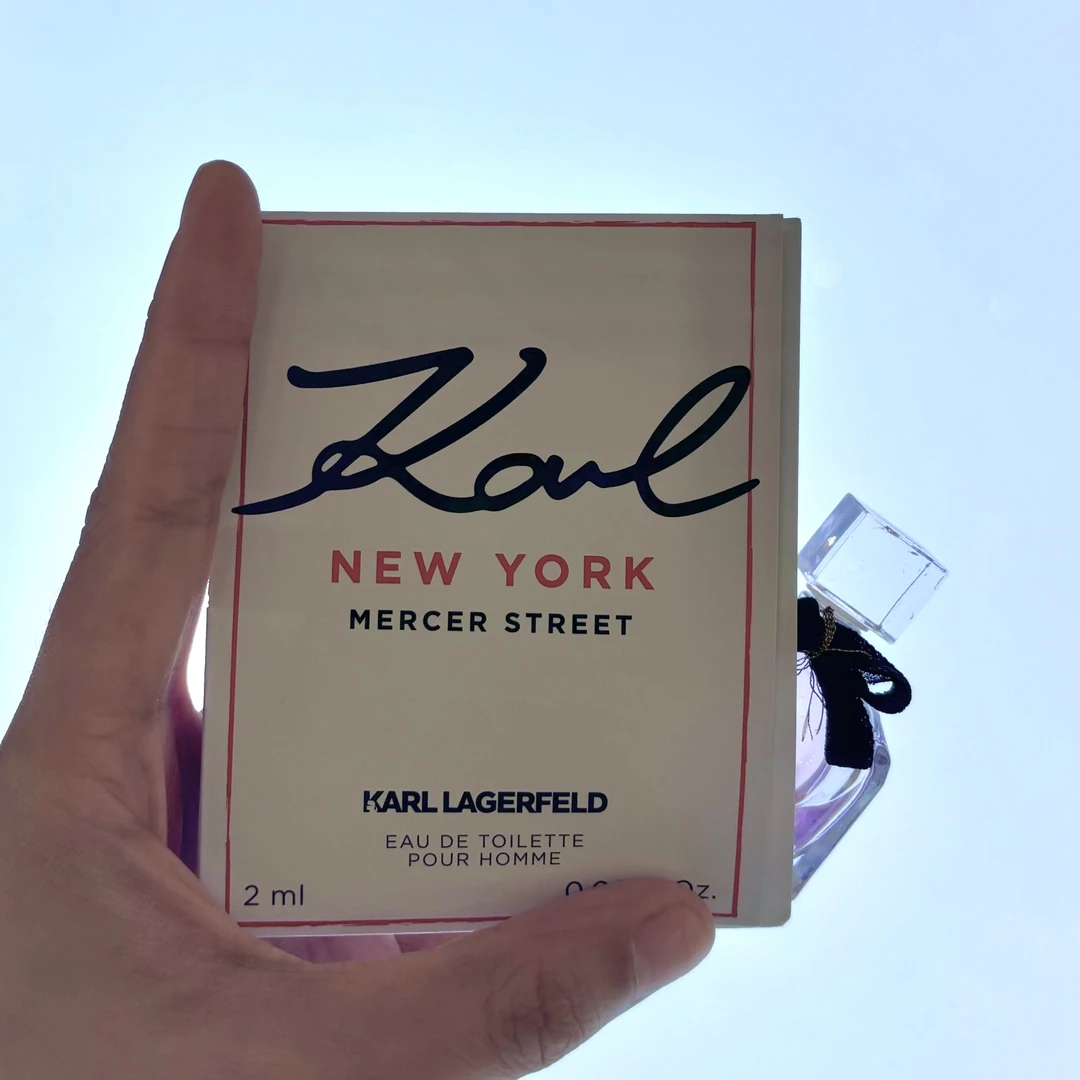 Karl
NEW YORK
MERCER STREET
KARL LAGERFELD
EAU DE TOILETTE
POUR HOMME
2 ml